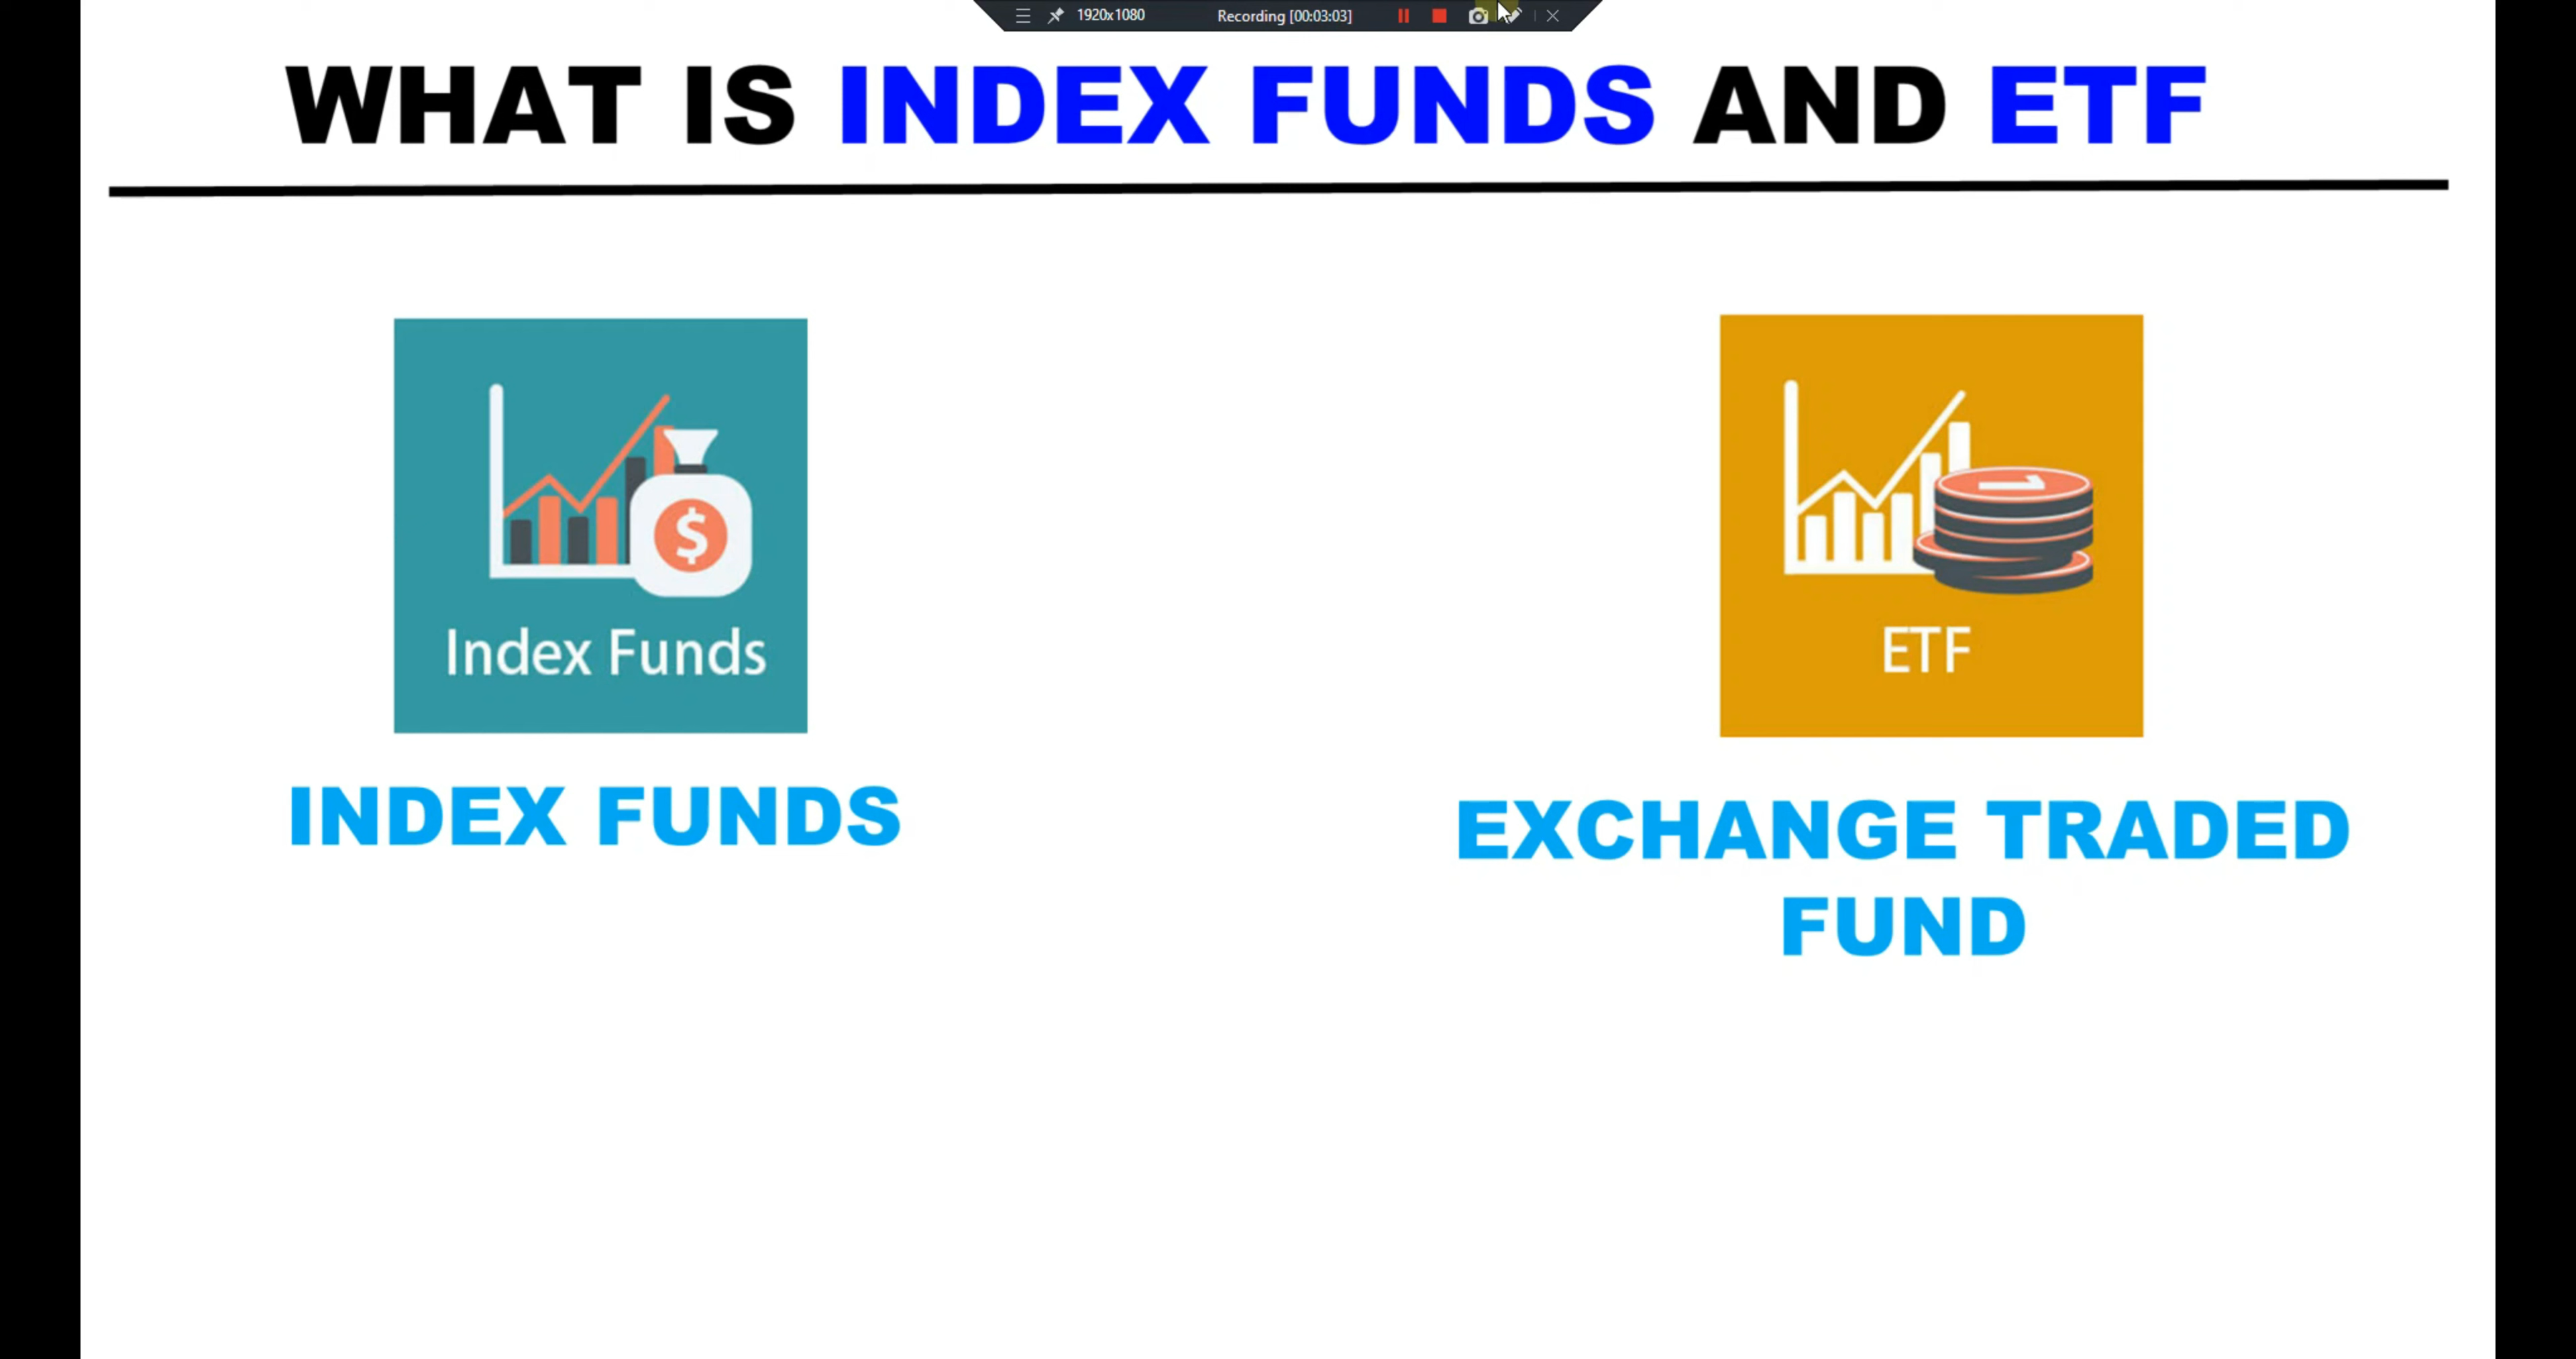 1920x1080 Recording [00:03:03]
WHAT IS INDEX FUNDS AND ETF
$
Index Funds
INDEX FUNDS
1
ETF
EXCHANGE TRADED
FUND